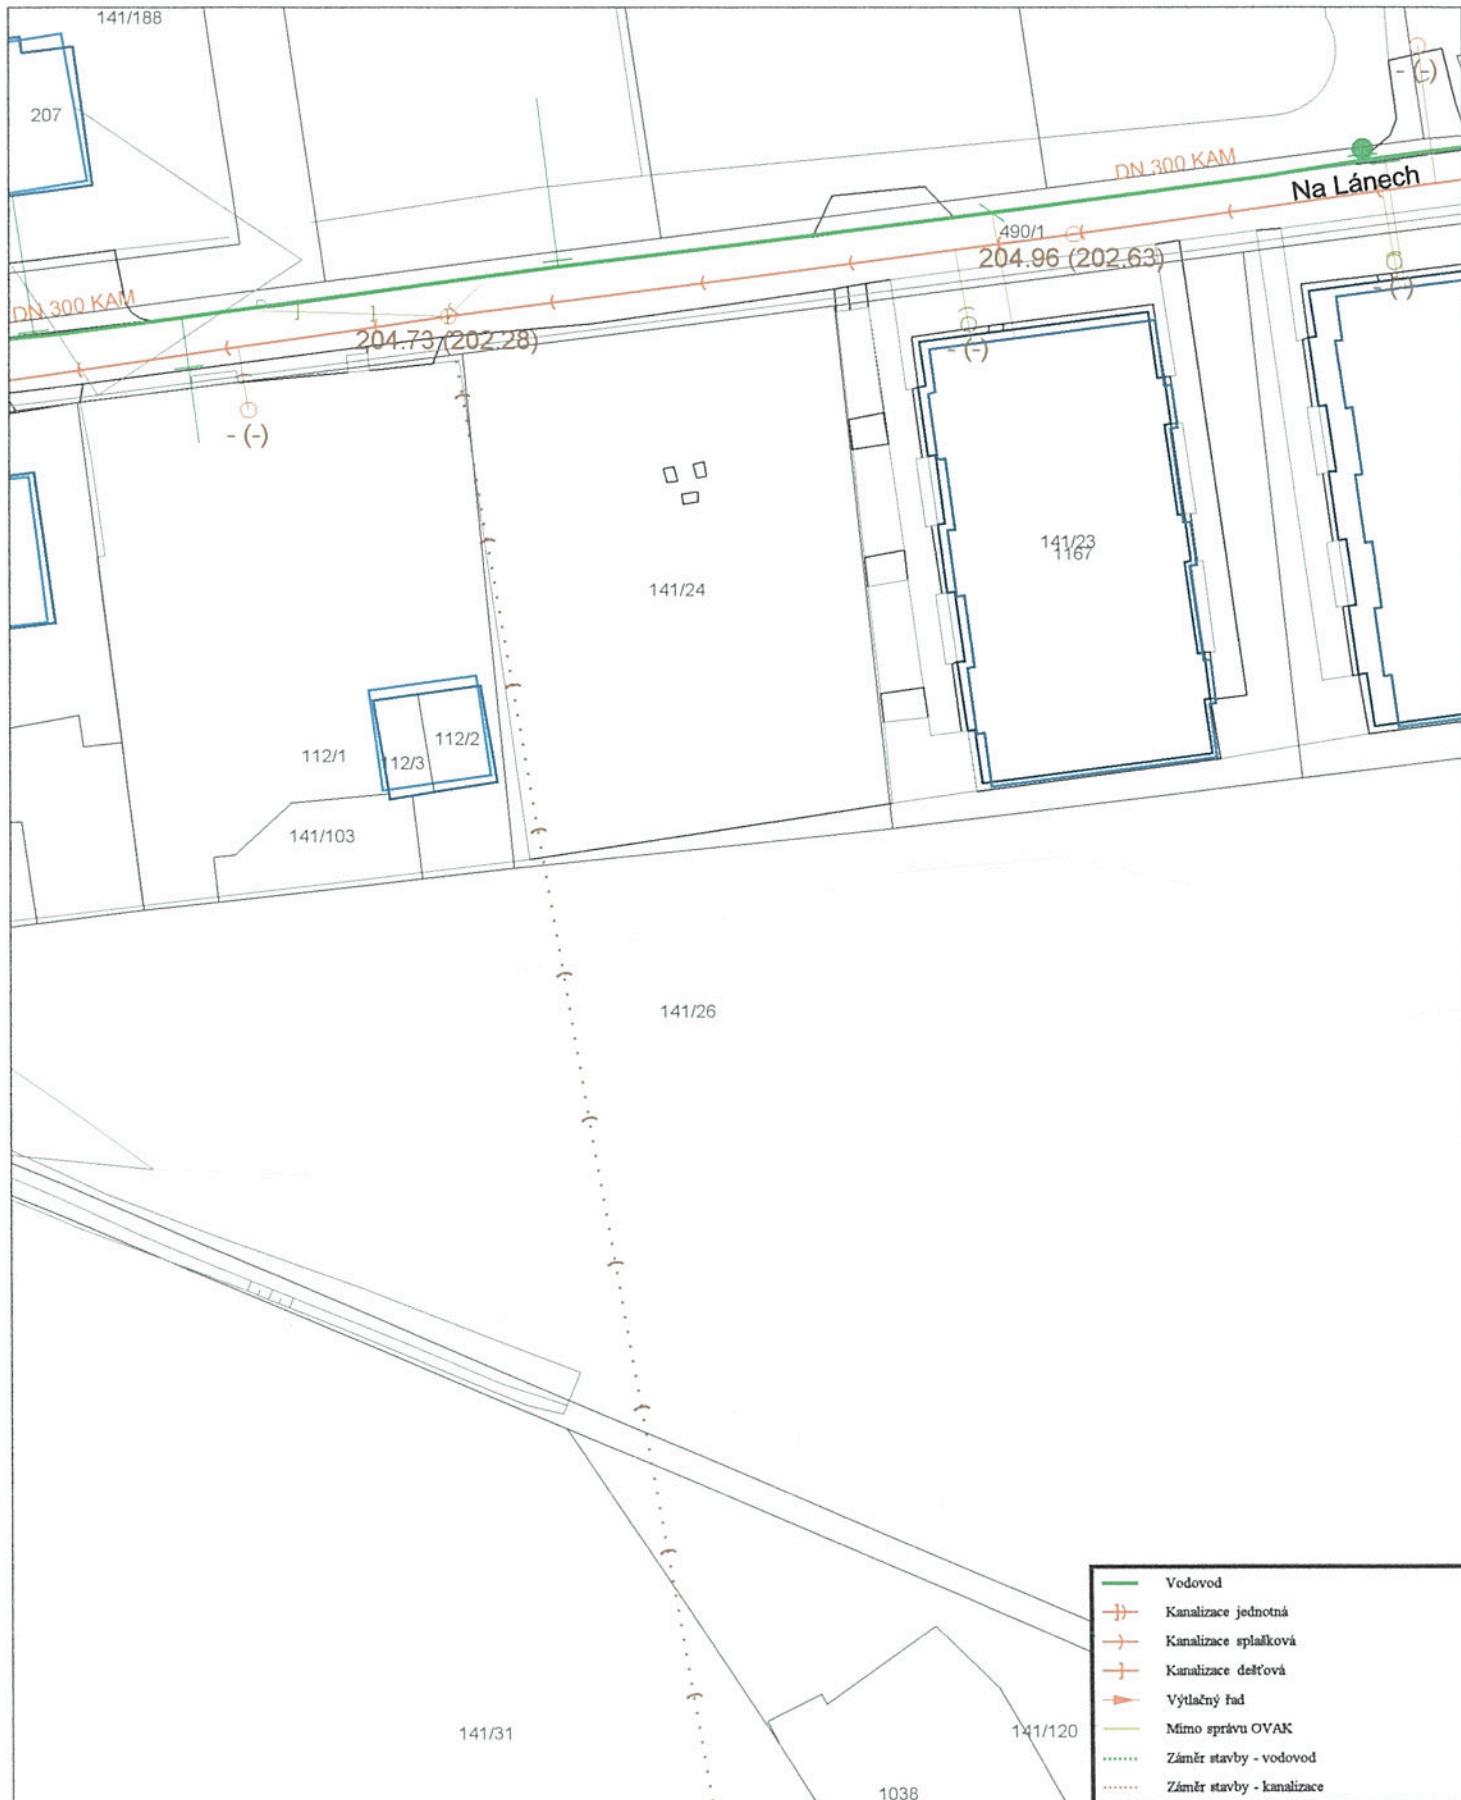 141/188
207
- (-)
DN 300 KAM
Na Lánech
490/1
204.96 (202.63)
- (-)
DN 300 KAM
204.73 (202.28)
- (-)
- (-)
141/23
1167
141/24
112/2
112/1
112/3
141/103
141/26
Vodovod
Kanalizace jednotná
Kanalizace splašková
Kanalizace dešťová
Výtlačný řad
Mimo správu OVAK
Záměr stavby - vodovod
Záměr stavby - kanalizace
141/31
141/120
1038